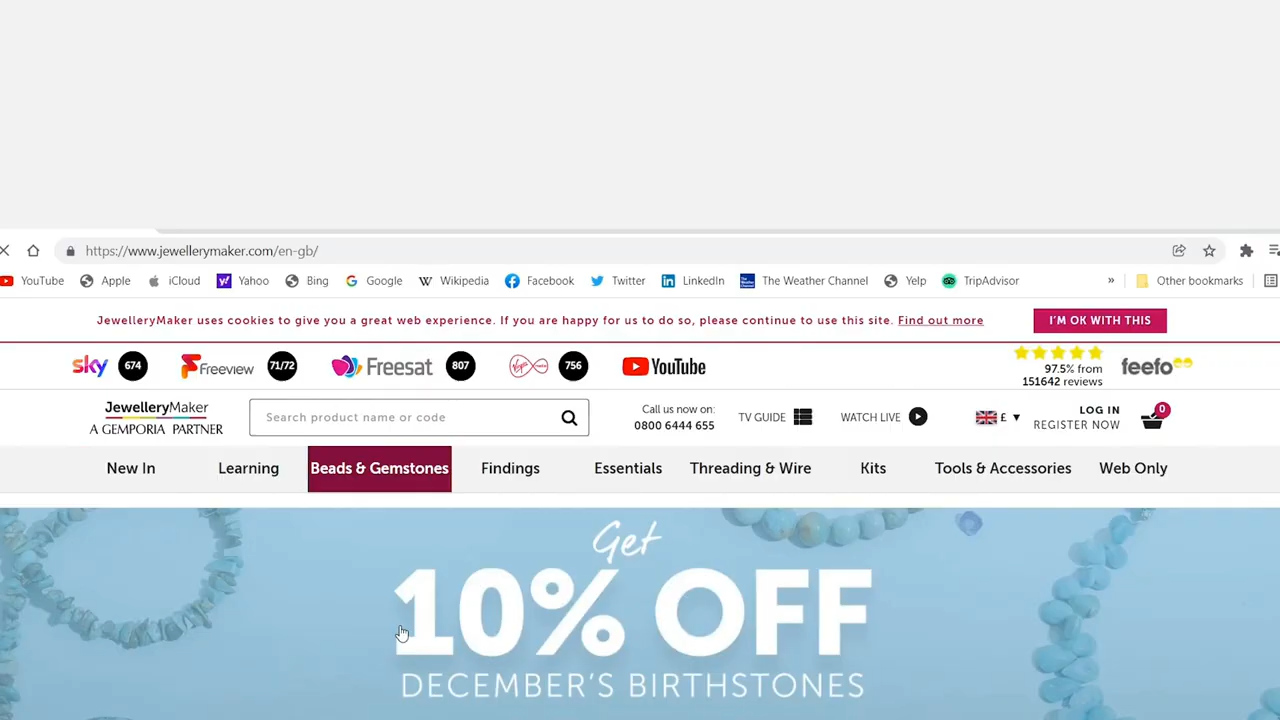 https://www.jewellerymaker.com/en-gb/
YouTube Apple iCloud Yahoo Bing Google Wikipedia Facebook Twitter LinkedIn The Weather Channel Yelp TripAdvisor » Other bookmarks
JewelleryMaker uses cookies to give you a great web experience. If you are happy for us to do so, please continue to use this site. Find out more
I'M OK WITH THIS
sky 674 Freeview 71/72 Freesat 807 Virgin media 756 YouTube
97.5% from
151642 reviews
feefo
JewelleryMaker
A GEMPORIA PARTNER
Search product name or code
Call us now on:
0800 6444 655
TV GUIDE
WATCH LIVE
£
LOG IN
REGISTER NOW
0
New In Learning Beads & Gemstones Findings Essentials Threading & Wire Kits Tools & Accessories Web Only
Get
10% OFF
DECEMBER'S BIRTHSTONES